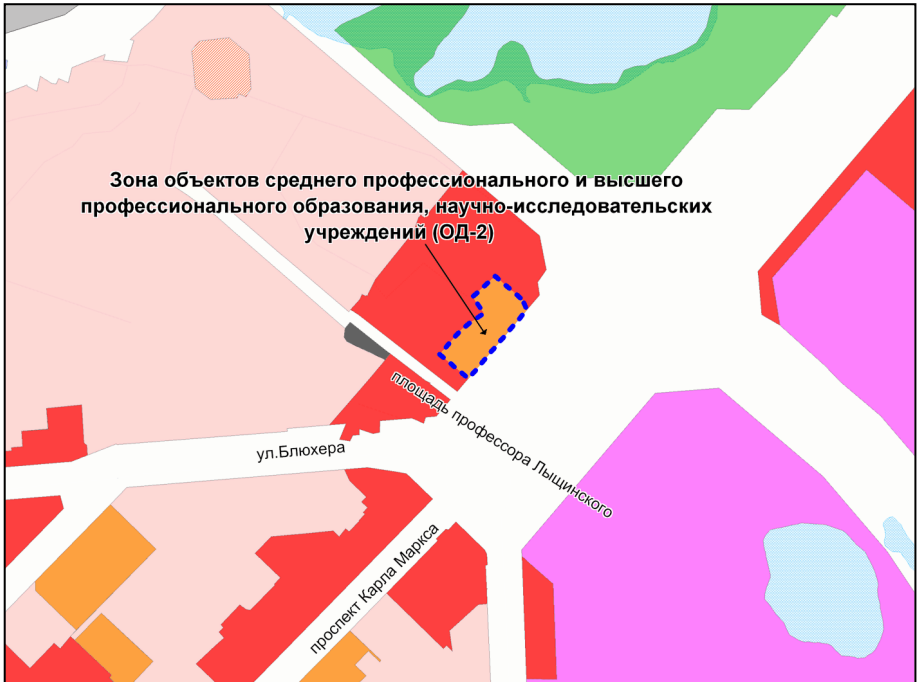 Зона объектов среднего профессионального и высшего
профессионального образования, научно-исследовательских
учреждений (ОД-2)
площадь профессора Лыщинского
ул.Блюхера
проспект Карла Маркса